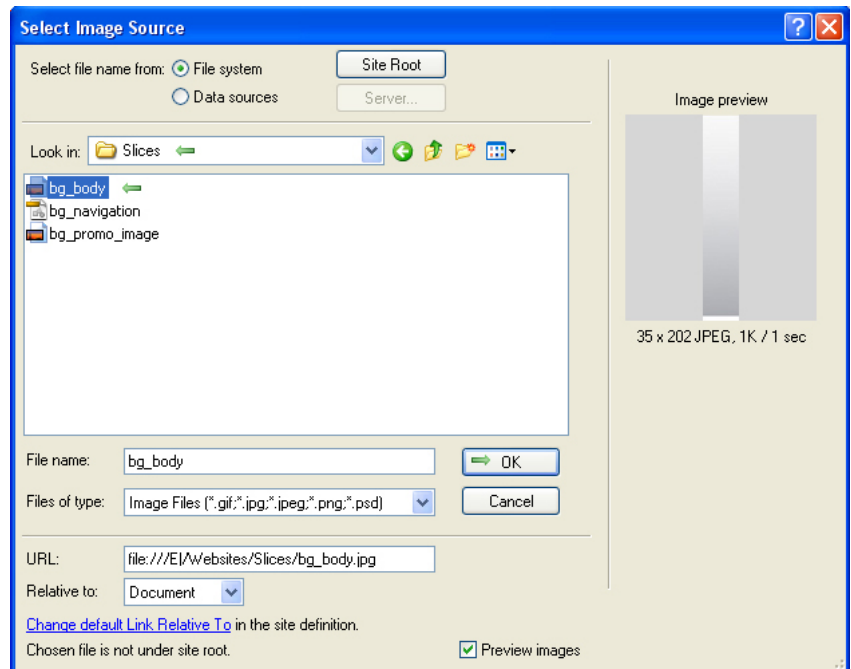 Select Image Source
Select file name from: File system Site Root
Data sources Server...
Image preview
Look in: Slices
bg_body
bg_navigation
bg_promo_image
35 x 202 JPEG, 1K / 1 sec
File name: bg_body OK
Files of type: Image Files (*.gif;*.jpg;*.jpeg;*.png;*.psd) Cancel
URL: file:///E|/Websites/Slices/bg_body.jpg
Relative to: Document
Change default Link Relative To in the site definition.
Chosen file is not under site root. Preview images